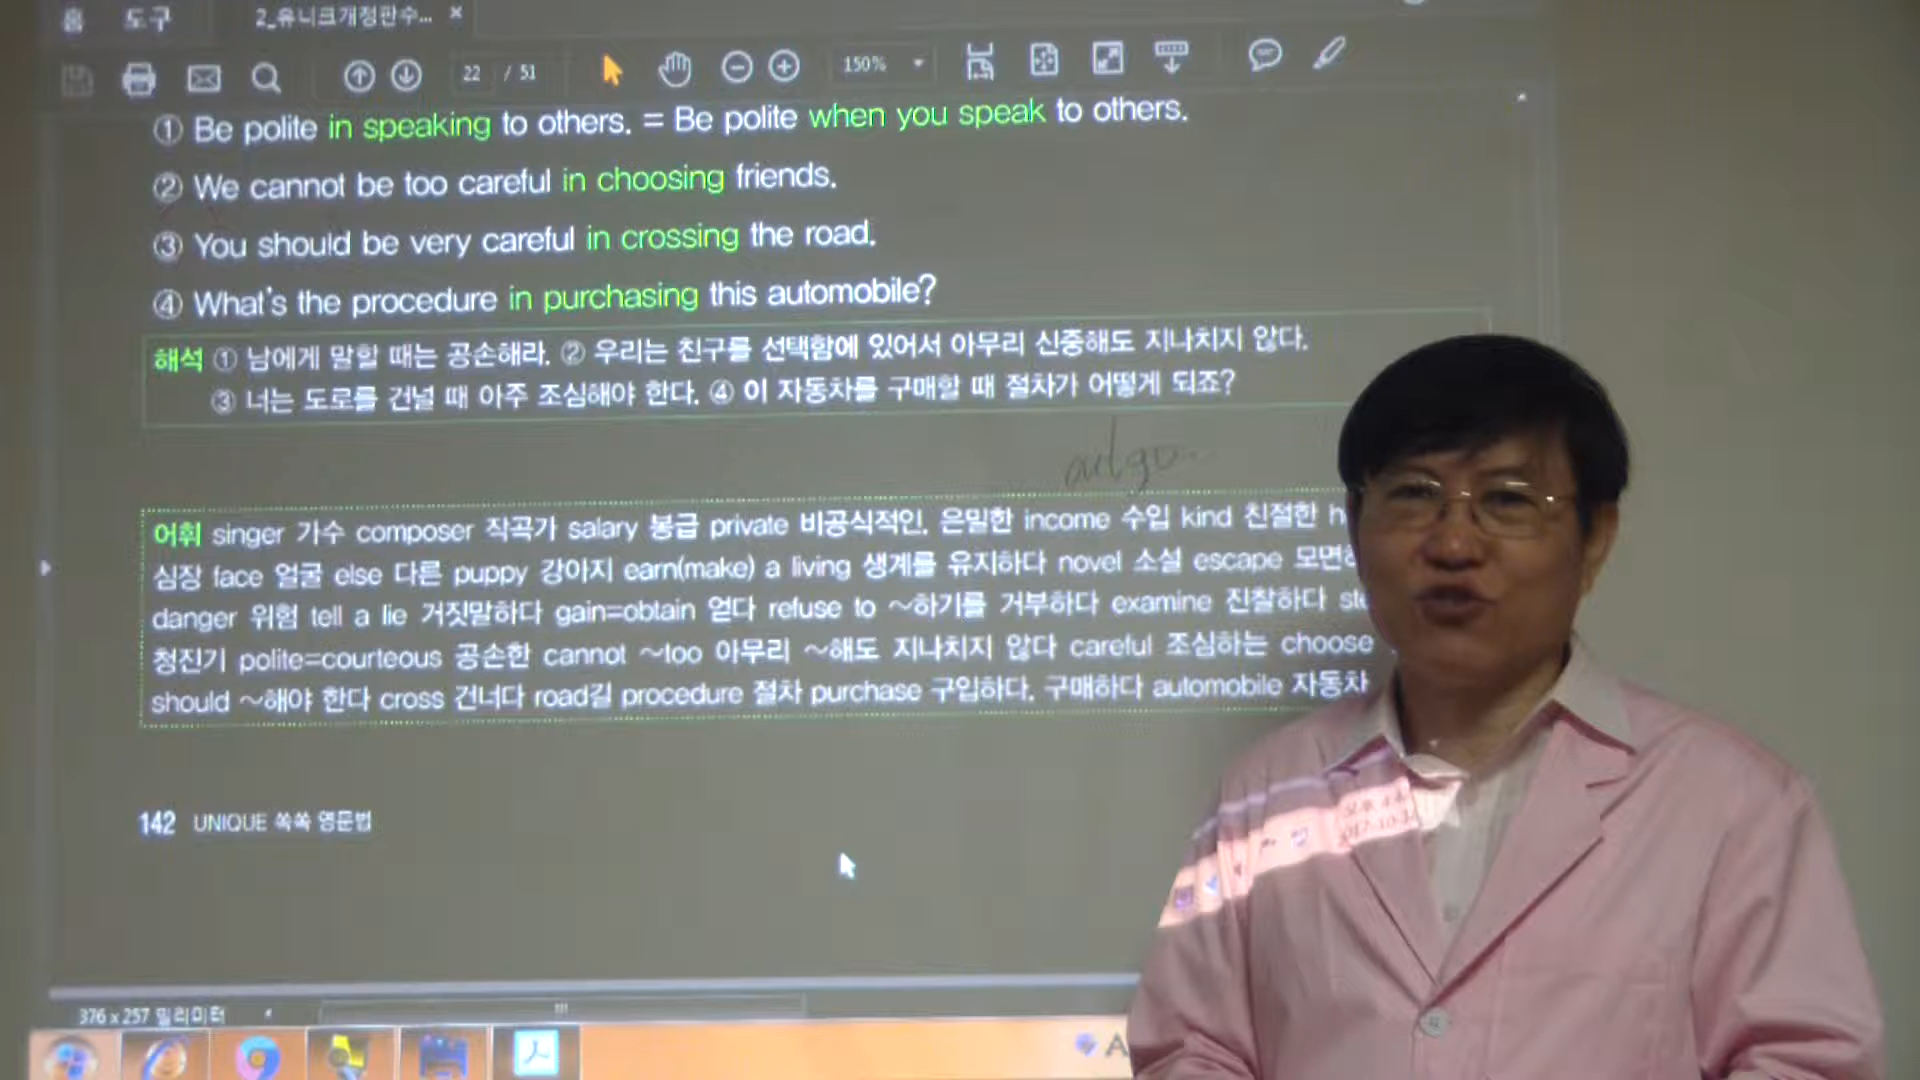 홈 도구 2_유니크개정판수... ×
22 / 51 150%
① Be polite in speaking to others. = Be polite when you speak to others.
② We cannot be too careful in choosing friends.
③ You should be very careful in crossing the road.
④ What's the procedure in purchasing this automobile?
해석 ① 남에게 말할 때는 공손해라. ② 우리는 친구를 선택함에 있어서 아무리 신중해도 지나치지 않다.
③ 너는 도로를 건널 때 아주 조심해야 한다. ④ 이 자동차를 구매할 때 절차가 어떻게 되죠?
어휘 singer 가수 composer 작곡가 salary 봉급 private 비공식적인, 은밀한 income 수입 kind 친절한
심장 face 얼굴 else 다른 puppy 강아지 earn(make) a living 생계를 유지하다 novel 소설 escape
danger 위험 tell a lie 거짓말하다 gain=obtain 얻다 refuse to ~하기를 거부하다 examine 진찰하다
청진기 polite=courteous 공손한 cannot ~too 아무리 ~해도 지나치지 않다 careful 조심하는 choose
should ~해야 한다 cross 건너다 road길 procedure 절차 purchase 구입하다, 구매하다 automobile 자동차
142 UNIQUE 쏙쏙 영문법
376 x 257 밀리미터